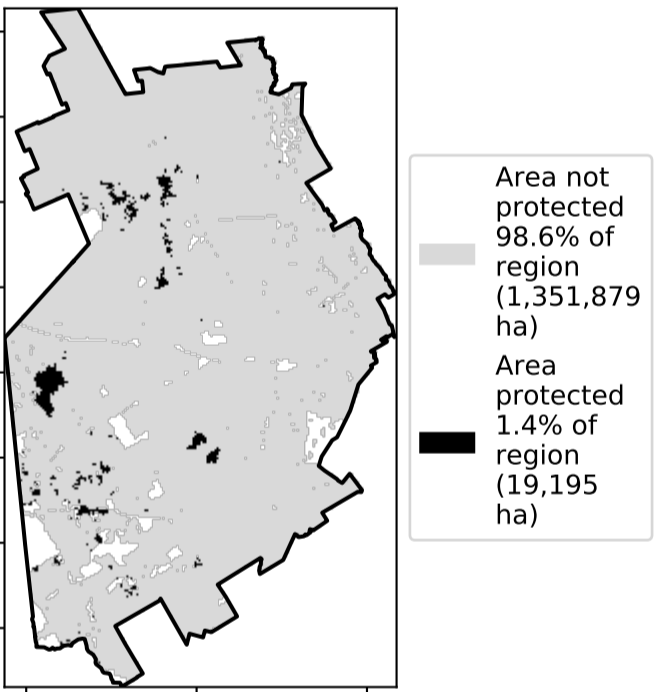 Area not
protected
98.6% of
region
(1,351,879
ha)
Area
protected
1.4% of
region
(19,195
ha)